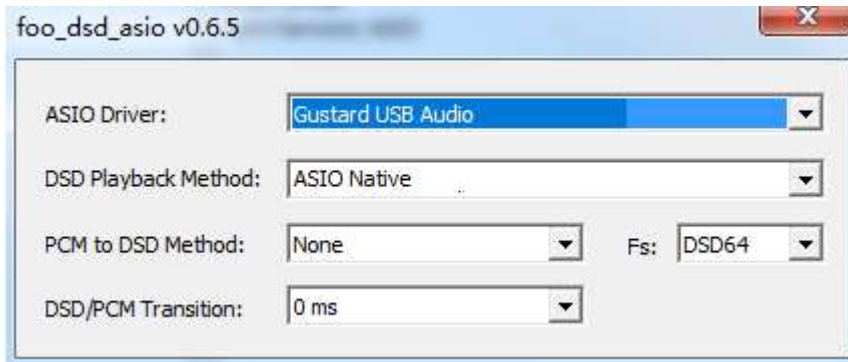 foo_dsd_asio v0.6.5
ASIO Driver: Gustard USB Audio
DSD Playback Method: ASIO Native
PCM to DSD Method: None Fs: DSD64
DSD/PCM Transition: 0 ms